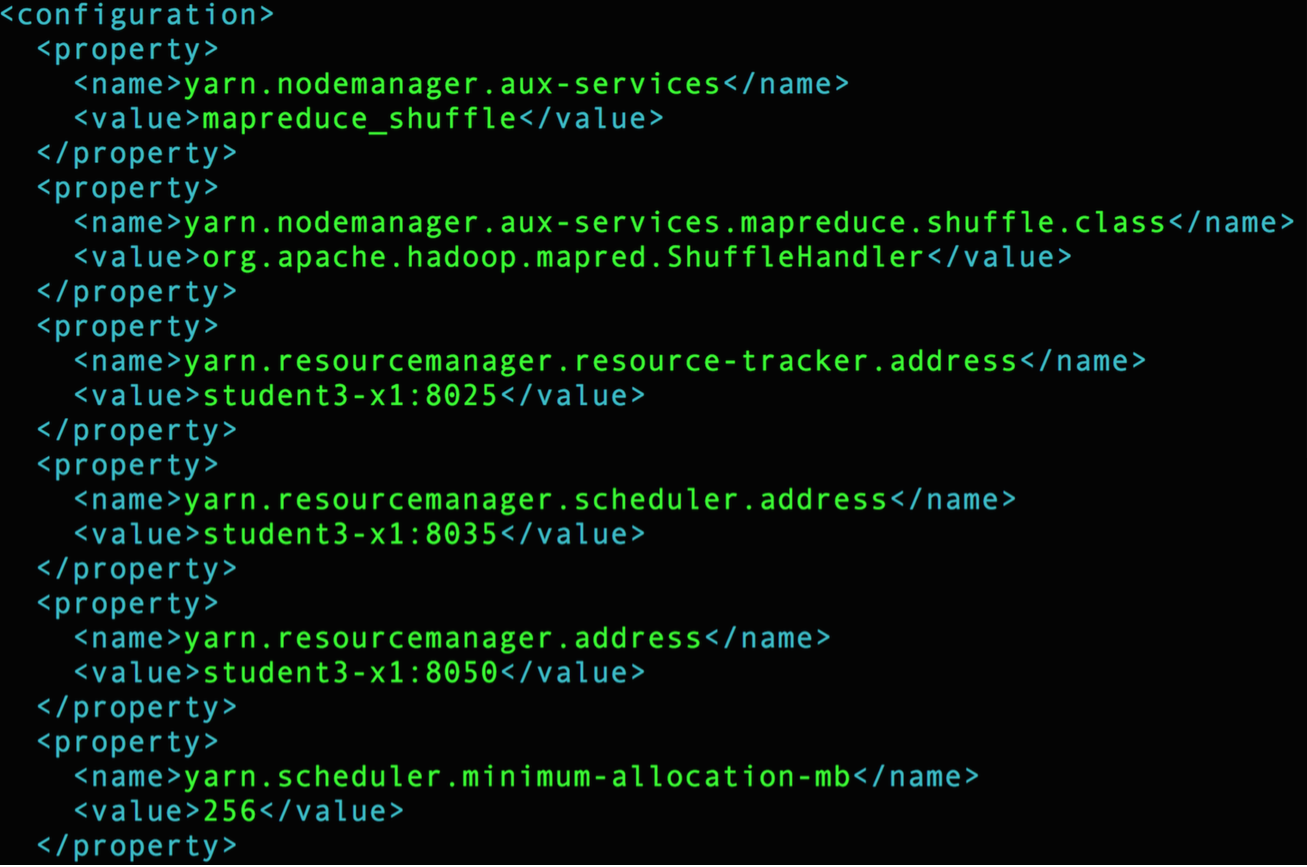 <configuration>
  <property>
    <name>yarn.nodemanager.aux-services</name>
    <value>mapreduce_shuffle</value>
  </property>
  <property>
    <name>yarn.nodemanager.aux-services.mapreduce.shuffle.class</name>
    <value>org.apache.hadoop.mapred.ShuffleHandler</value>
  </property>
  <property>
    <name>yarn.resourcemanager.resource-tracker.address</name>
    <value>student3-x1:8025</value>
  </property>
  <property>
    <name>yarn.resourcemanager.scheduler.address</name>
    <value>student3-x1:8035</value>
  </property>
  <property>
    <name>yarn.resourcemanager.address</name>
    <value>student3-x1:8050</value>
  </property>
  <property>
    <name>yarn.scheduler.minimum-allocation-mb</name>
    <value>256</value>
  </property>